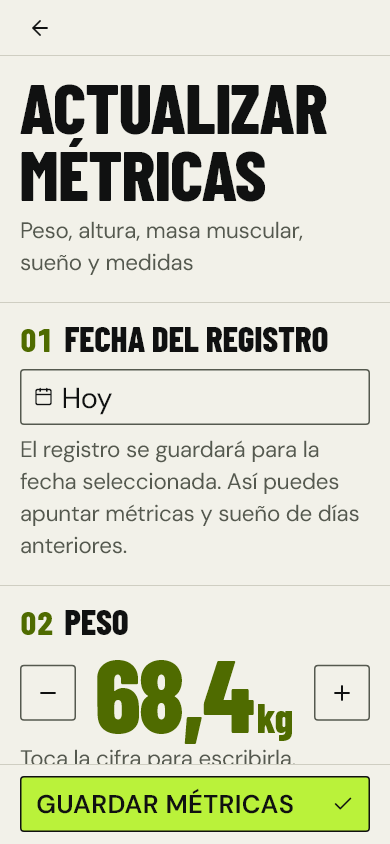 ACTUALIZAR
MÉTRICAS
Peso, altura, masa muscular,
sueño y medidas
01 FECHA DEL REGISTRO
Hoy
El registro se guardará para la
fecha seleccionada. Así puedes
apuntar métricas y sueño de días
anteriores.
02 PESO
− 68,4 kg +
Toca la cifra para escribirla.
GUARDAR MÉTRICAS